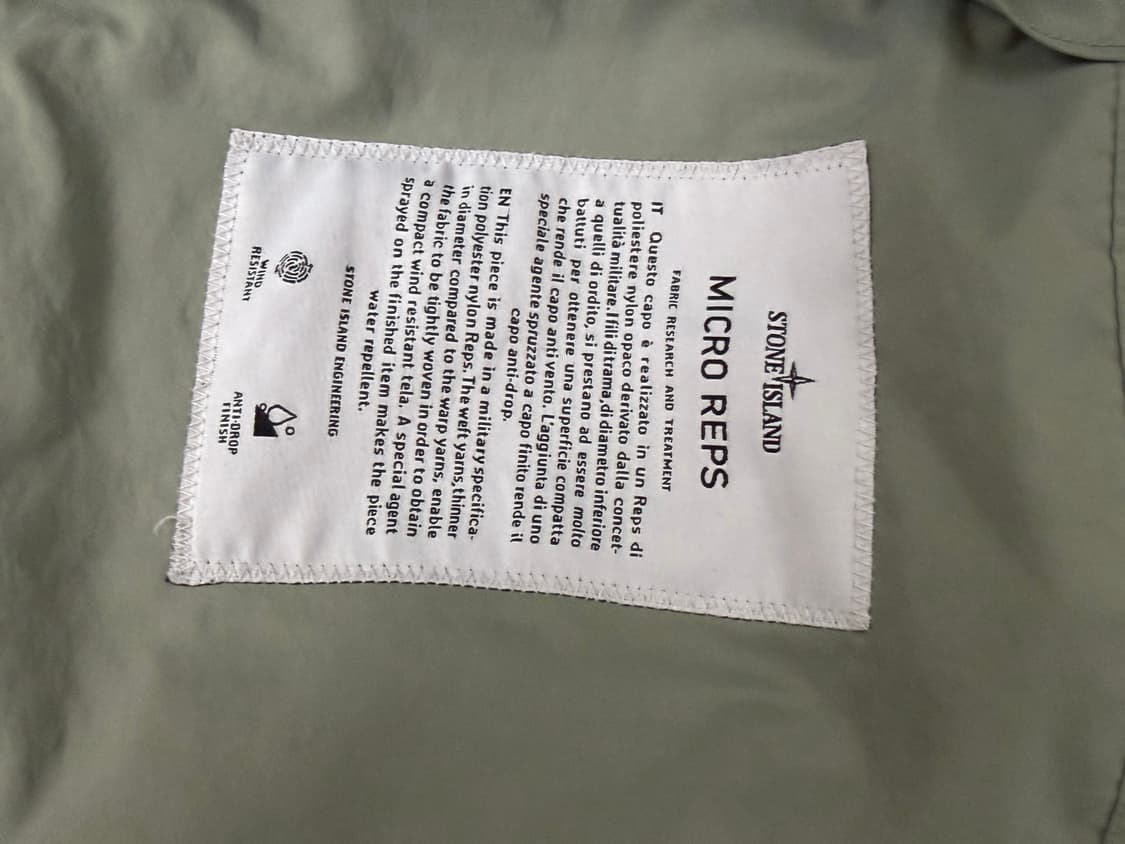 STONE ISLAND
MICRO REPS
FABRIC RESEARCH AND TREATMENT
IT Questo capo è realizzato in un Reps di
poliestere nylon opaco derivato dalla concet-
tualità militare. I fili di trama, di diametro inferiore
a quelli di ordito, si prestano ad essere molto
battuti per ottenere una superficie compatta
che rende il capo antivento. L'aggiunta di uno
speciale agente spruzzato a capo finito rende il
capo anti-drop.
EN This piece is made in a military specifica-
tion polyester nylon Reps. The weft yarns, thinner
in diameter compared to the warp yarns, enable
the fabric to be tightly woven in order to obtain
a compact wind resistant tela. A special agent
sprayed on the finished item makes the piece
water repellent.
STONE ISLAND ENGINEERING
WIND
RESISTANT
ANTI-DROP
FINISH